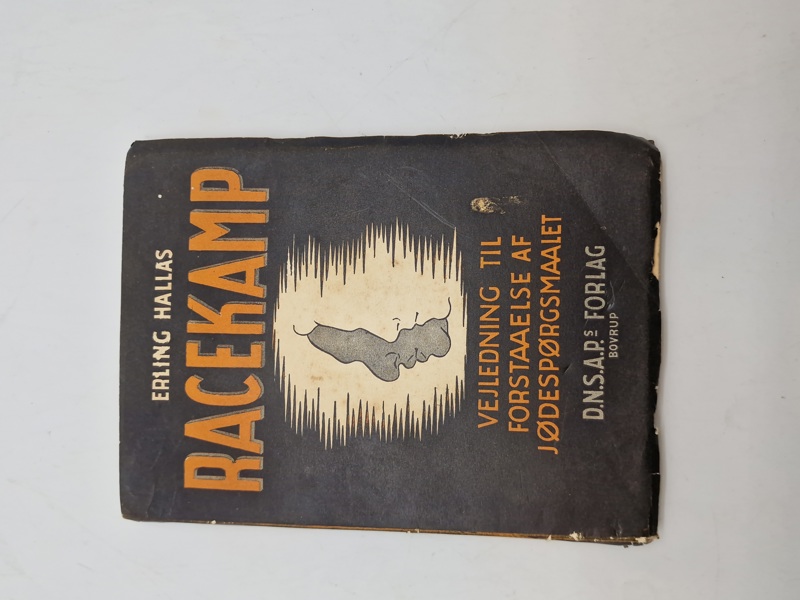 ERLING HALLAS
RACEKAMP
VEJLEDNING TIL
FORSTAAELSE AF
JØDESPØRGSMAALET
D.N.S.A.P.s FORLAG
BOVRUP